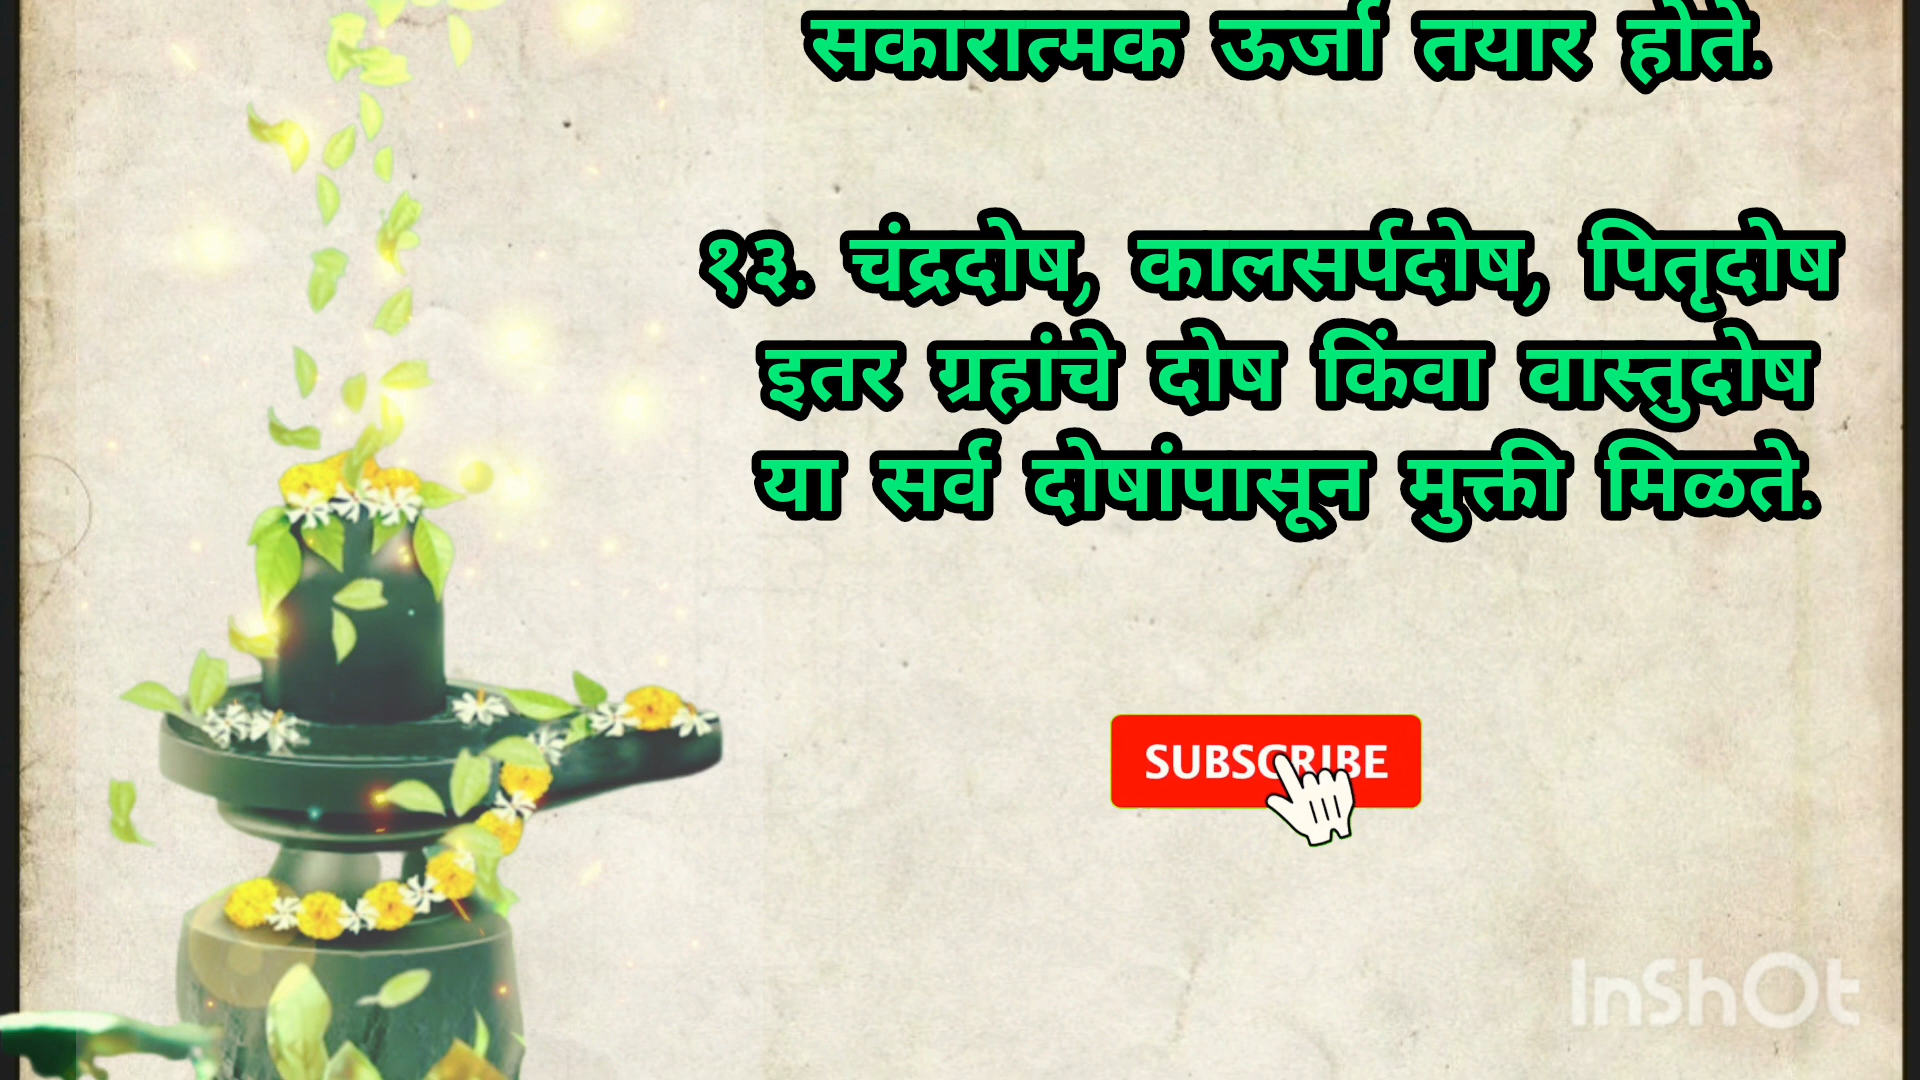 सकारात्मक ऊर्जा तयार होते.
१३. चंद्रदोष, कालसर्पदोष, पितृदोष
इतर ग्रहांचे दोष किंवा वास्तुदोष
या सर्व दोषांपासून मुक्ती मिळते.
SUBSCRIBE
InShOt